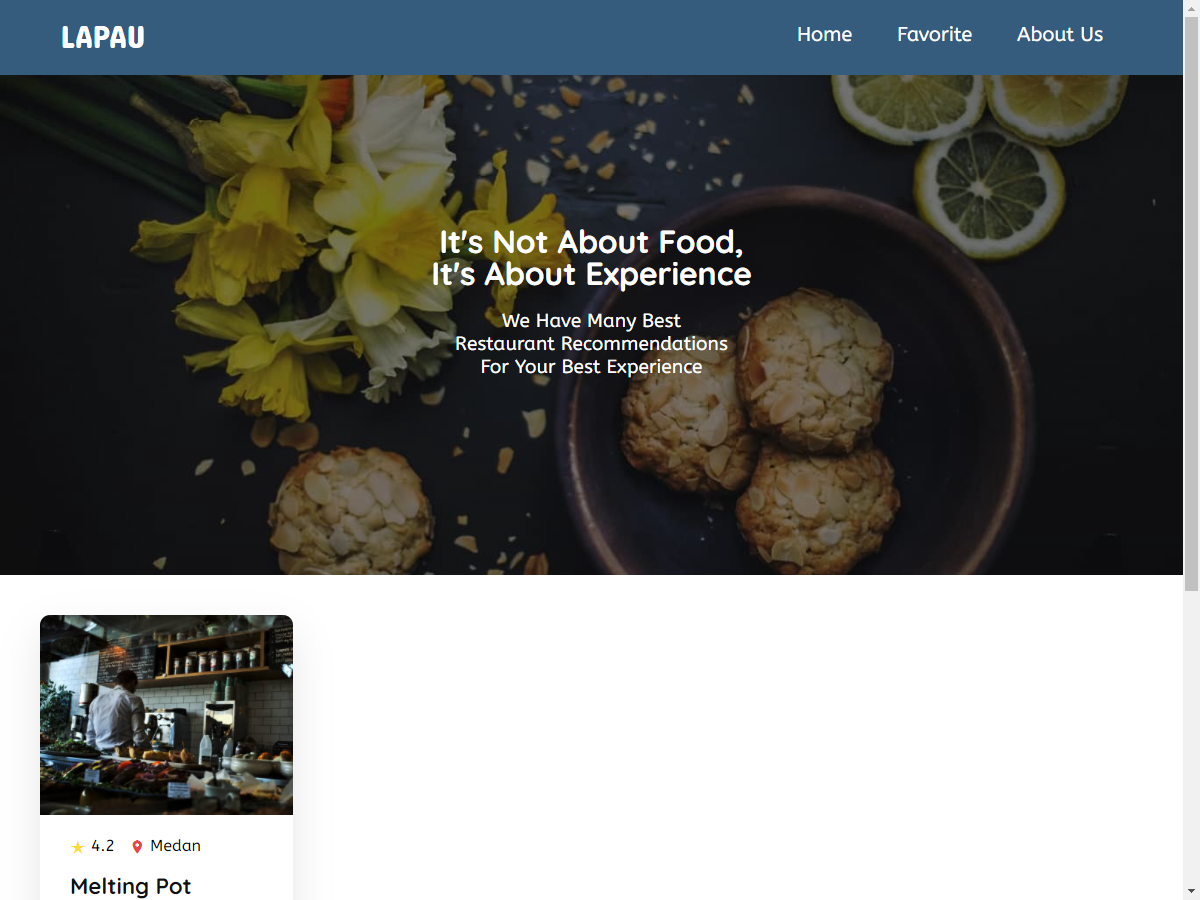 LAPAU
Home
Favorite
About Us
It's Not About Food,
It's About Experience
We Have Many Best
Restaurant Recommendations
For Your Best Experience
4.2
Medan
Melting Pot